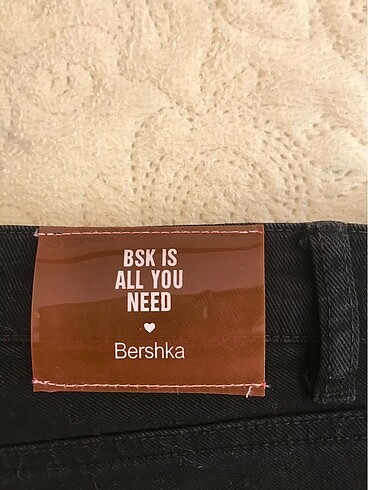 BSK IS
ALL YOU
NEED
Bershka